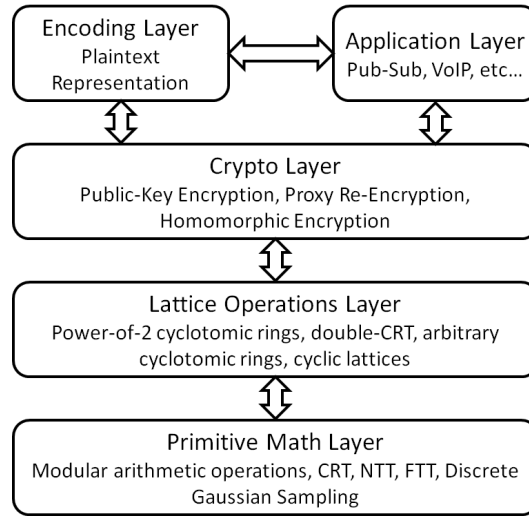 Encoding Layer
Plaintext
Representation
Application Layer
Pub-Sub, VoIP, etc...
Crypto Layer
Public-Key Encryption, Proxy Re-Encryption,
Homomorphic Encryption
Lattice Operations Layer
Power-of-2 cyclotomic rings, double-CRT, arbitrary
cyclotomic rings, cyclic lattices
Primitive Math Layer
Modular arithmetic operations, CRT, NTT, FTT, Discrete
Gaussian Sampling